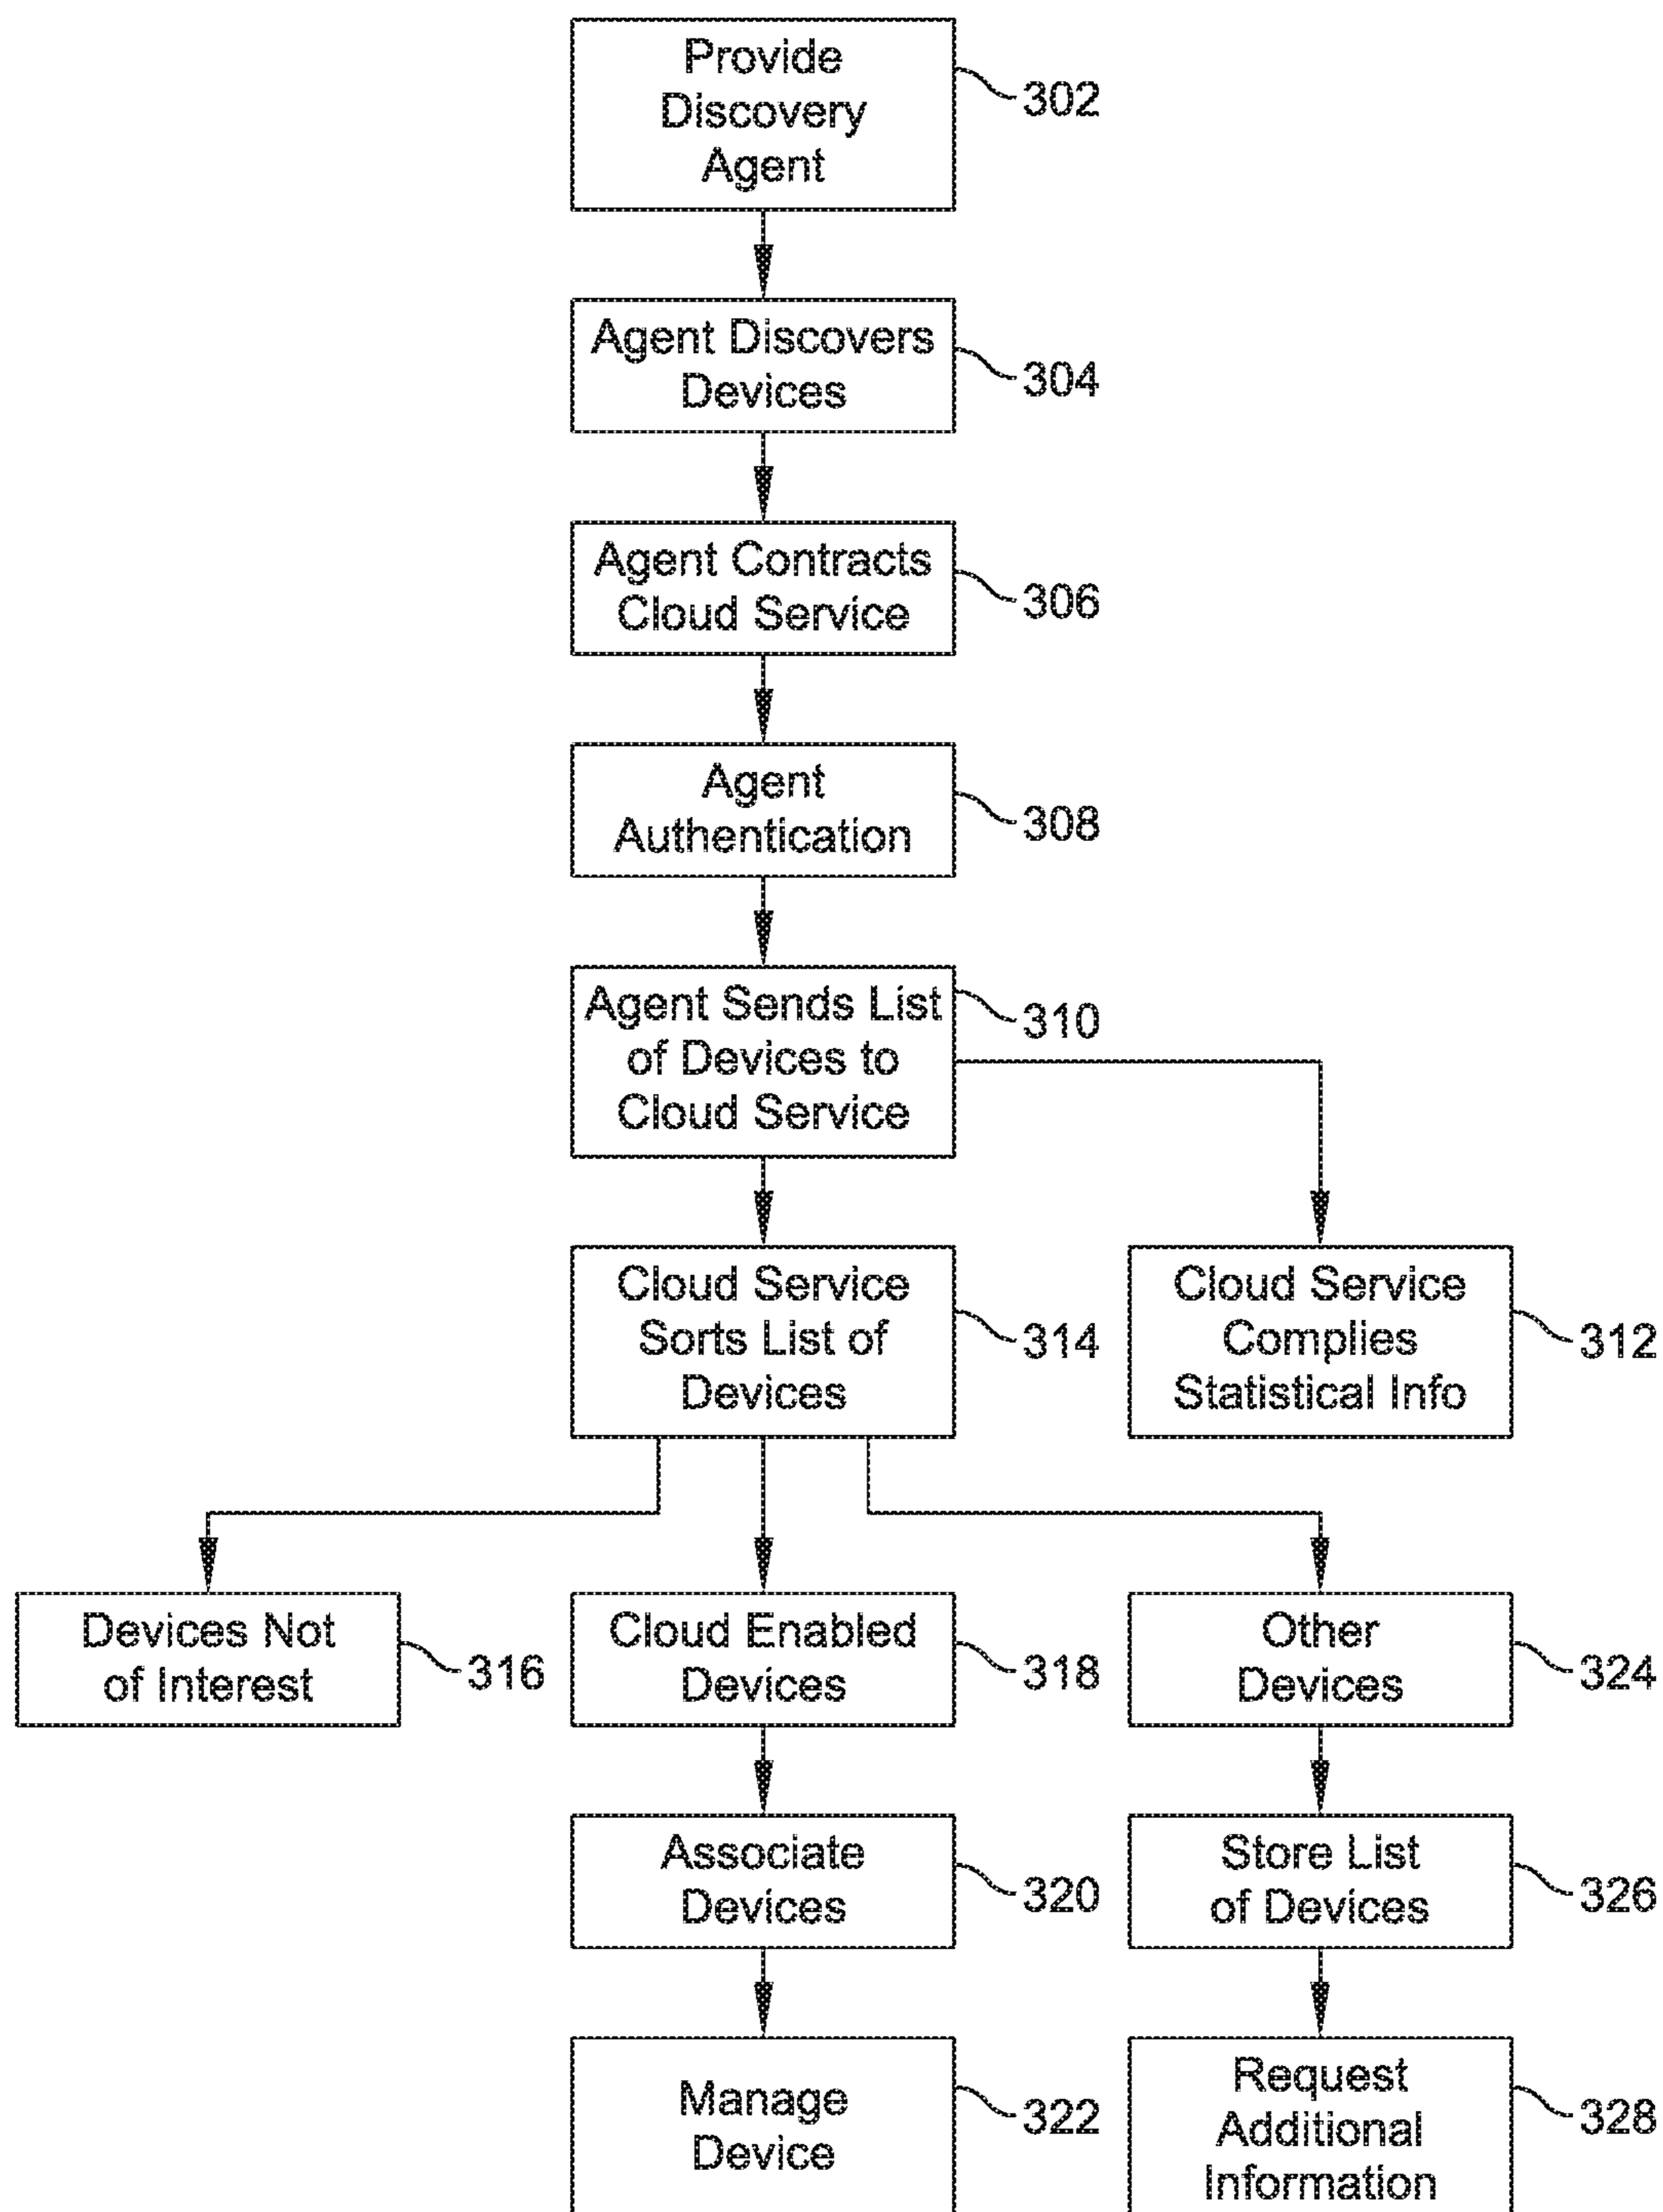 Provide
Discovery
Agent
302
Agent Discovers
Devices
304
Agent Contracts
Cloud Service
306
Agent
Authentication
308
Agent Sends List
of Devices to
Cloud Service
310
Cloud Service
Sorts List of
Devices
314
Cloud Service
Complies
Statistical Info
312
Devices Not
of Interest
316
Cloud Enabled
Devices
318
Other
Devices
324
Associate
Devices
320
Store List
of Devices
326
Manage
Device
322
Request
Additional
Information
328